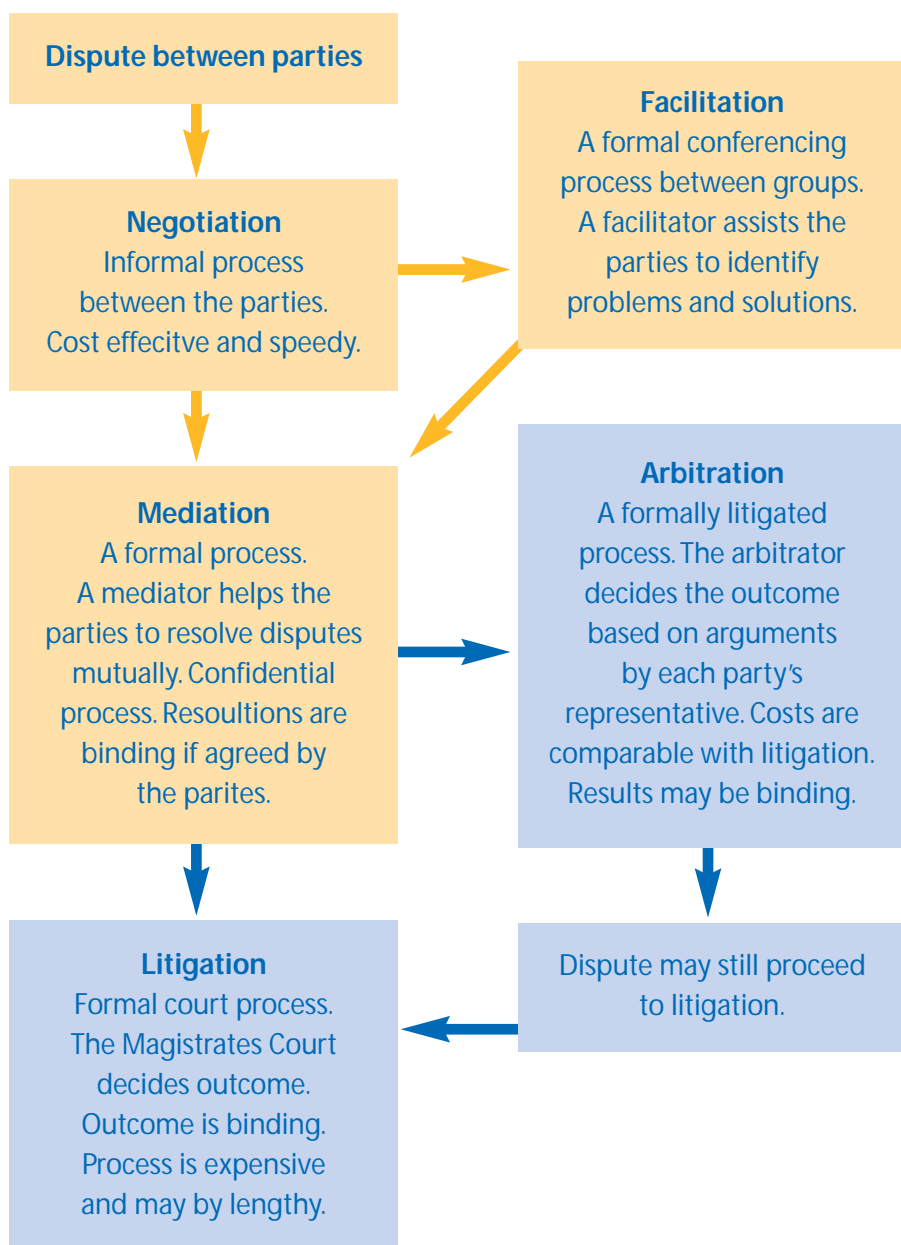 Dispute between parties
Negotiation
Informal process
between the parties.
Cost effecitve and speedy.
Facilitation
A formal conferencing
process between groups.
A facilitator assists the
parties to identify
problems and solutions.
Mediation
A formal process.
A mediator helps the
parties to resolve disputes
mutually. Confidential
process. Resoultions are
binding if agreed by
the parites.
Arbitration
A formally litigated
process. The arbitrator
decides the outcome
based on arguments
by each party's
representative. Costs are
comparable with litigation.
Results may be binding.
Dispute may still proceed
to litigation.
Litigation
Formal court process.
The Magistrates Court
decides outcome.
Outcome is binding.
Process is expensive
and may by lengthy.